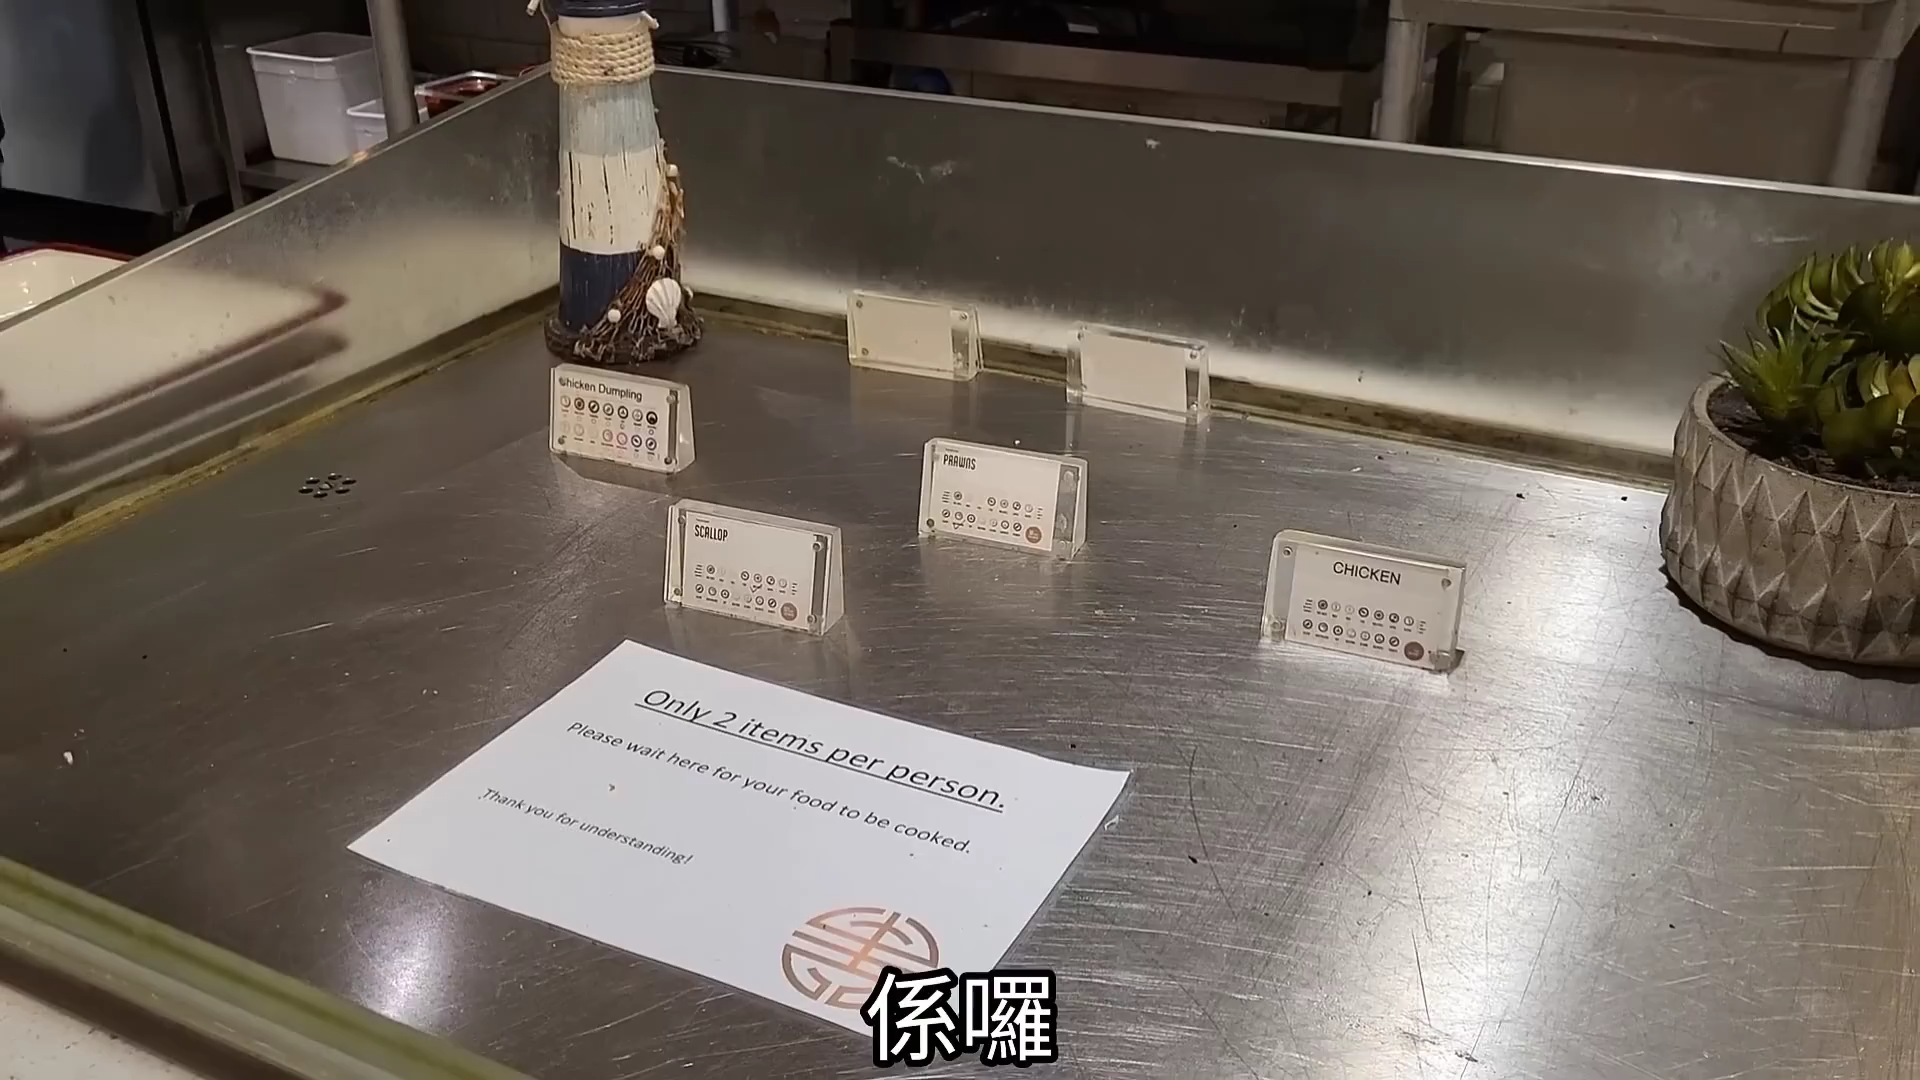 Chicken Dumpling
PRAWNS
SCALLOP
CHICKEN
Only 2 items per person.
Please wait here for your food to be cooked.
Thank you for understanding!
係囉